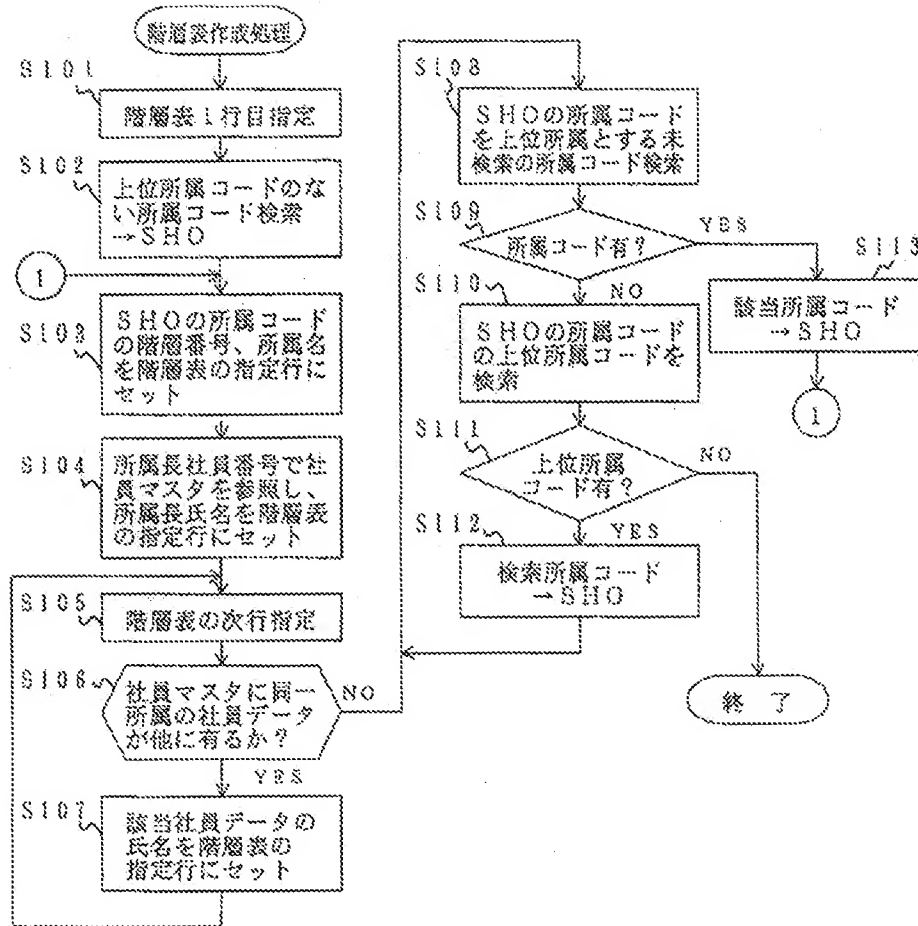 階層表作成処理
S101
階層表1行目指定
S102
上位所属コードのな
い所属コード検索
→SHO
1
S103
SHOの所属コード
の階層番号、所属名
を階層表の指定行に
セット
S104
所属長社員番号で社
員マスタを参照し、
所属長氏名を階層表
の指定行にセット
S105
階層表の次行指定
S106
社員マスタに同一
所属の社員データ
が他に有るか?
NO
YES
S107
該当社員データの
氏名を階層表の
指定行にセット
S108
SHOの所属コード
を上位所属とする未
検索の所属コード検索
S109
所属コード有?
YES
NO
S113
該当所属コード
→SHO
1
S110
SHOの所属コード
の上位所属コードを
検索
S111
上位所属
コード有?
NO
YES
S112
検索所属コード
→SHO
終 了